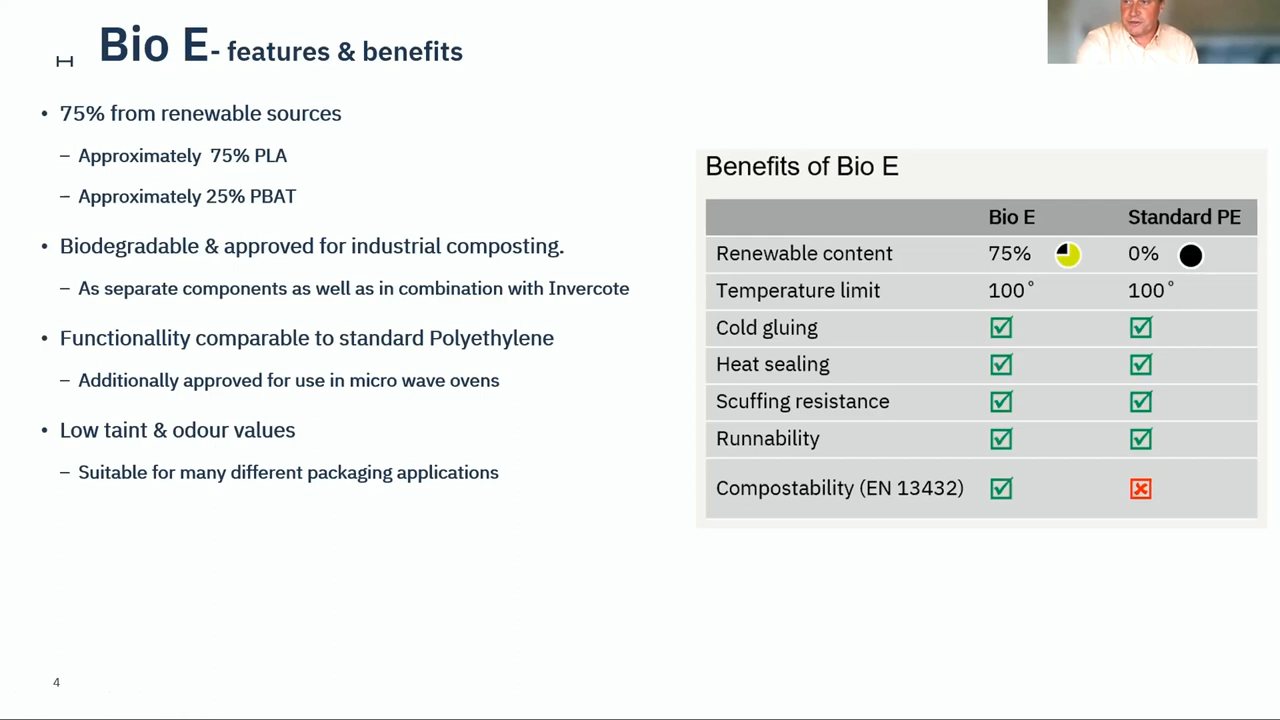 Bio E- features & benefits
• 75% from renewable sources
– Approximately 75% PLA
– Approximately 25% PBAT
• Biodegradable & approved for industrial composting.
– As separate components as well as in combination with Invercote
• Functionallity comparable to standard Polyethylene
– Additionally approved for use in micro wave ovens
• Low taint & odour values
– Suitable for many different packaging applications
Benefits of Bio E
Bio E Standard PE
Renewable content 75% 0%
Temperature limit 100° 100°
Cold gluing
Heat sealing
Scuffing resistance
Runnability
Compostability (EN 13432)
4